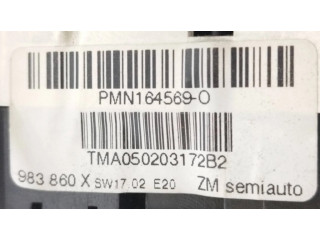 PMN164569-O
TMA050203172B2
983 860 X SW17.02 E20 ZM semiauto